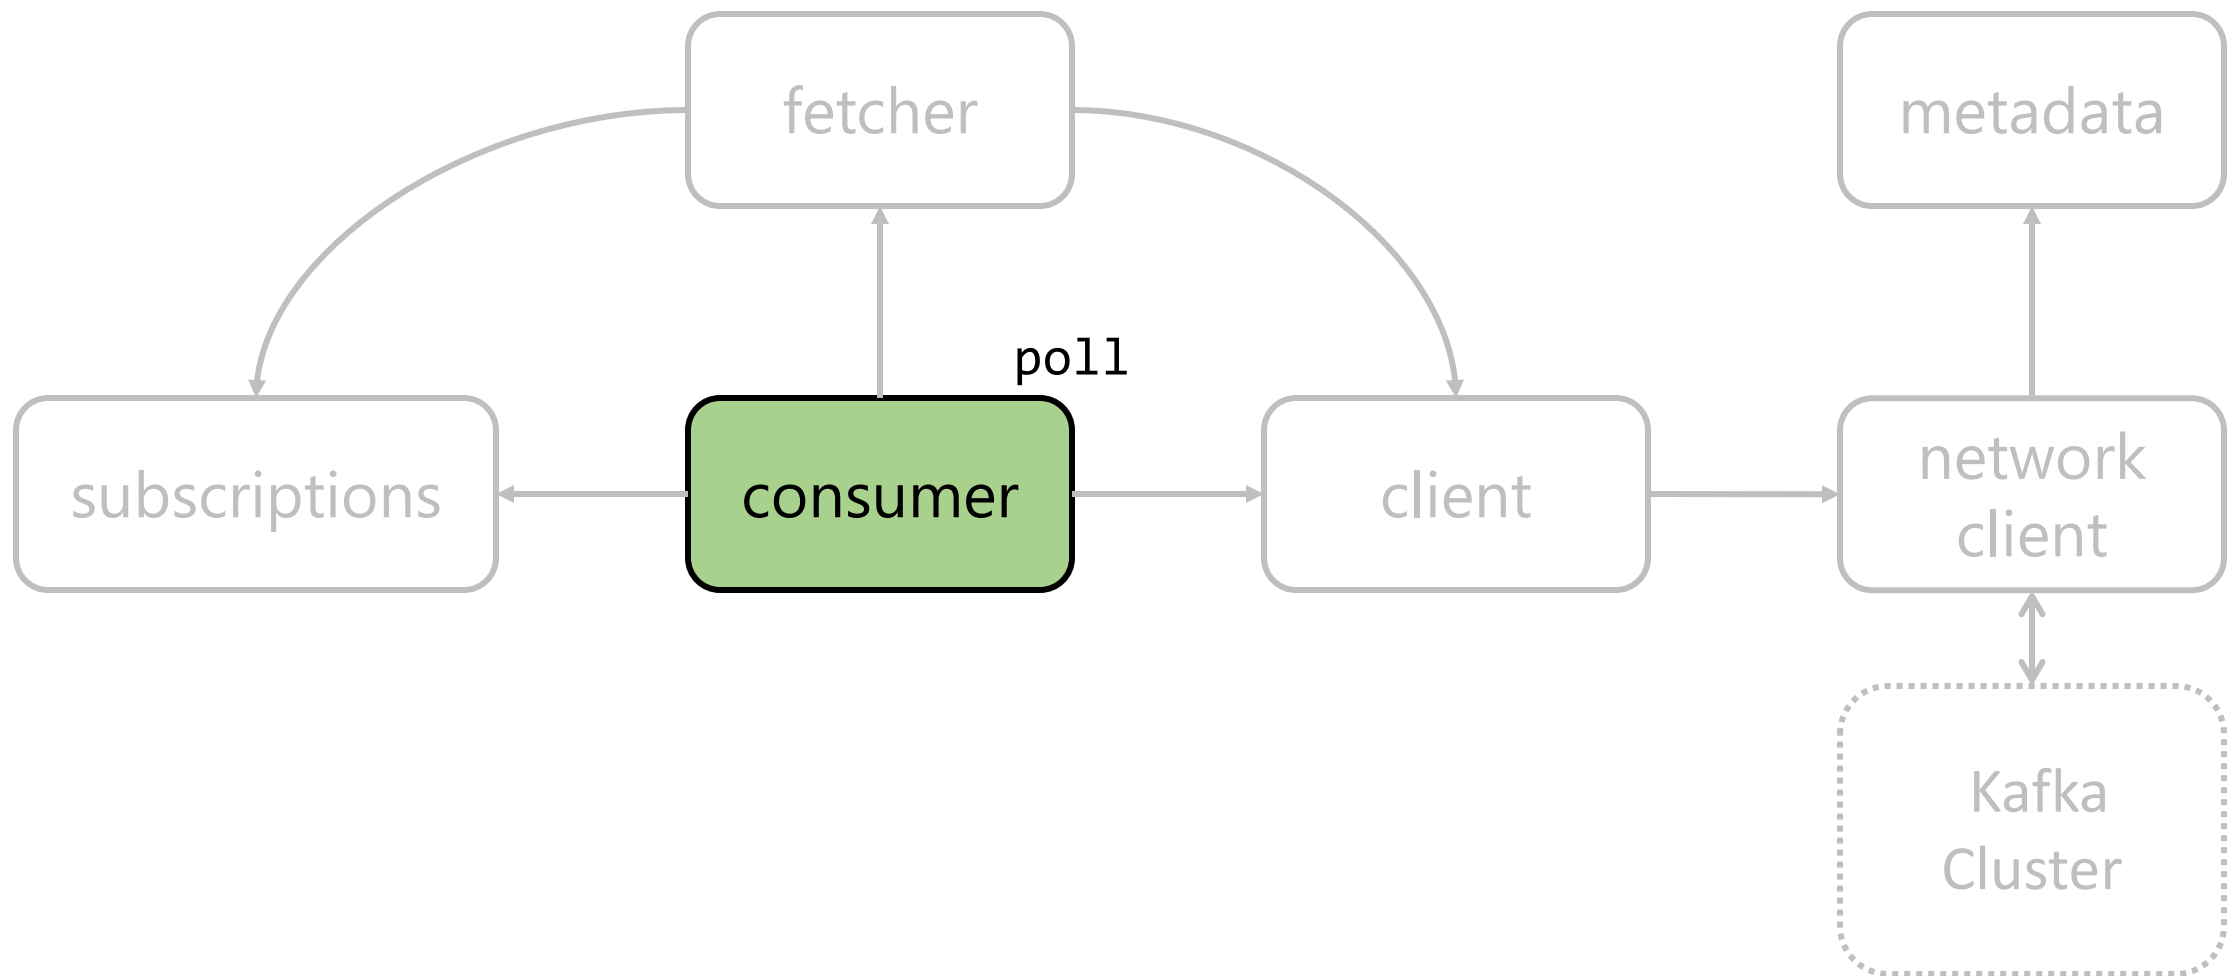 fetcher
metadata
poll
subscriptions
consumer
client
network
client
Kafka
Cluster